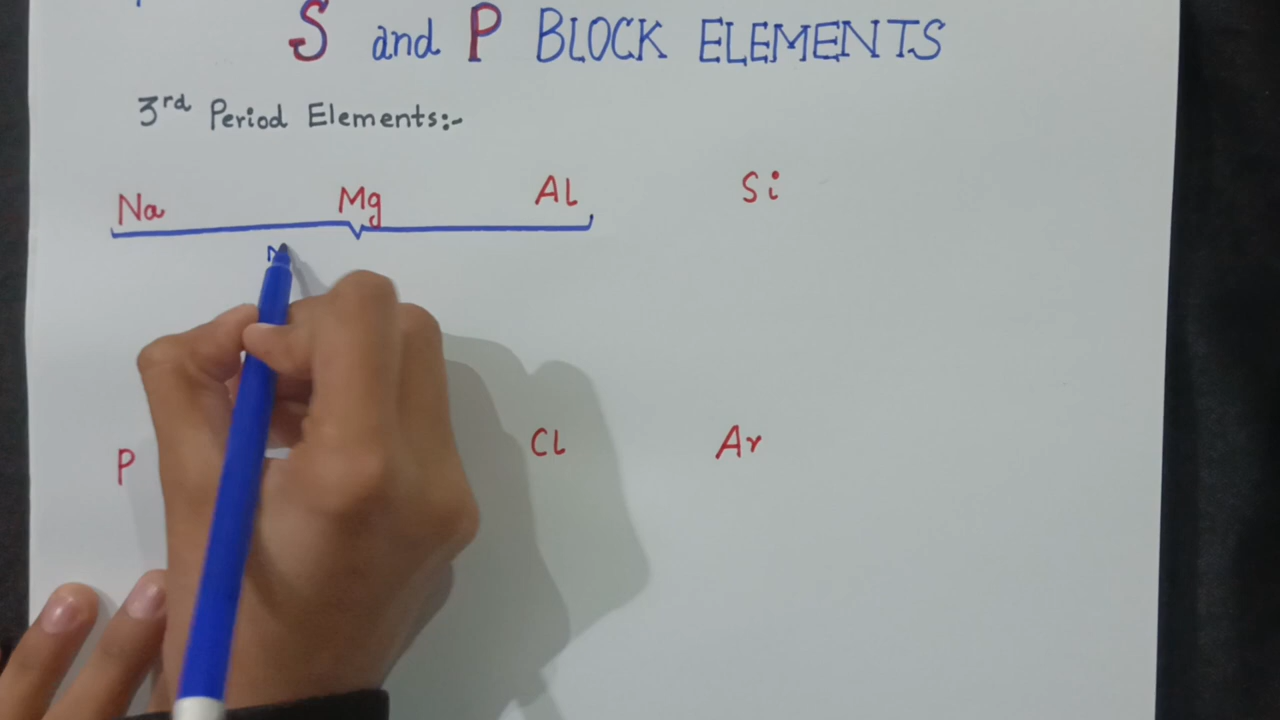 S and P BLOCK ELEMENTS
3rd Period Elements:-
Na Mg Al Si
P Cl Ar